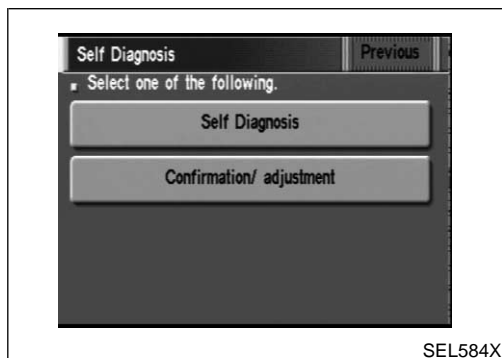 Self Diagnosis
Previous
Select one of the following.
Self Diagnosis
Confirmation/ adjustment
SEL584X